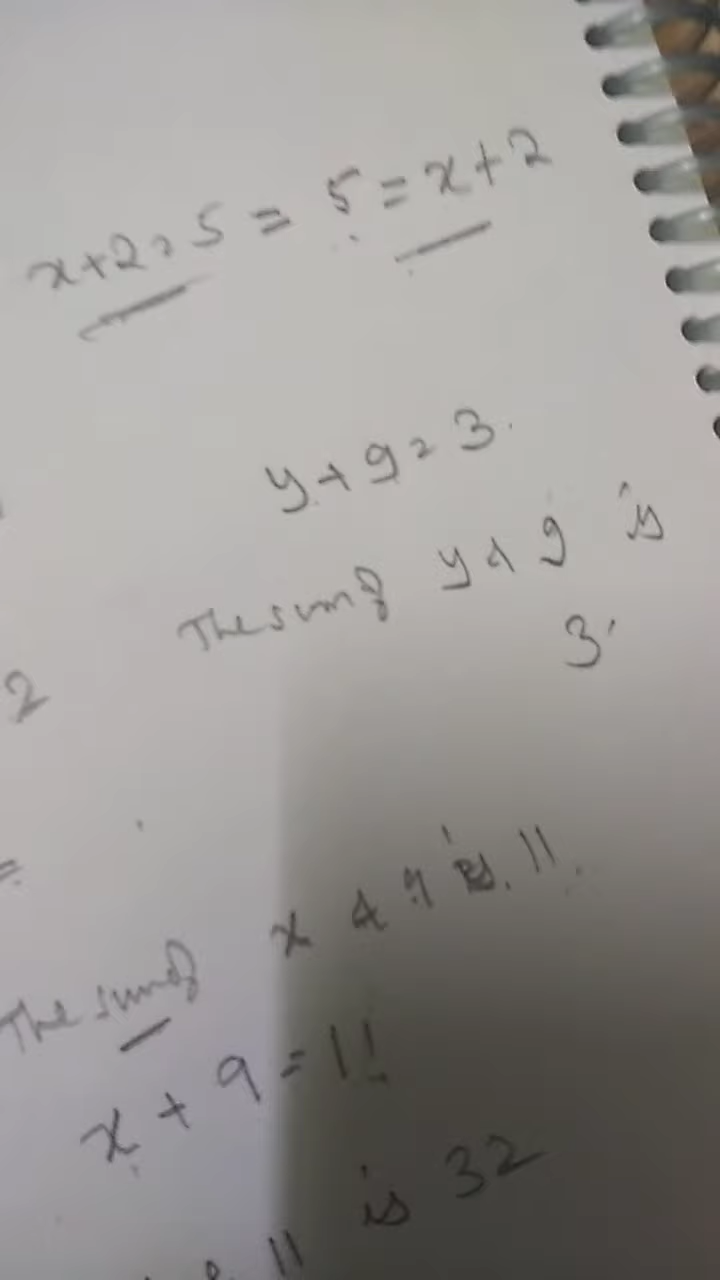 x+2=5 = 5=x+2
y+9=3.
The sum of y & 9 is
3.
2
=
The sum of x & 9 is 11.
x + 9 = 11
& 11 is 32